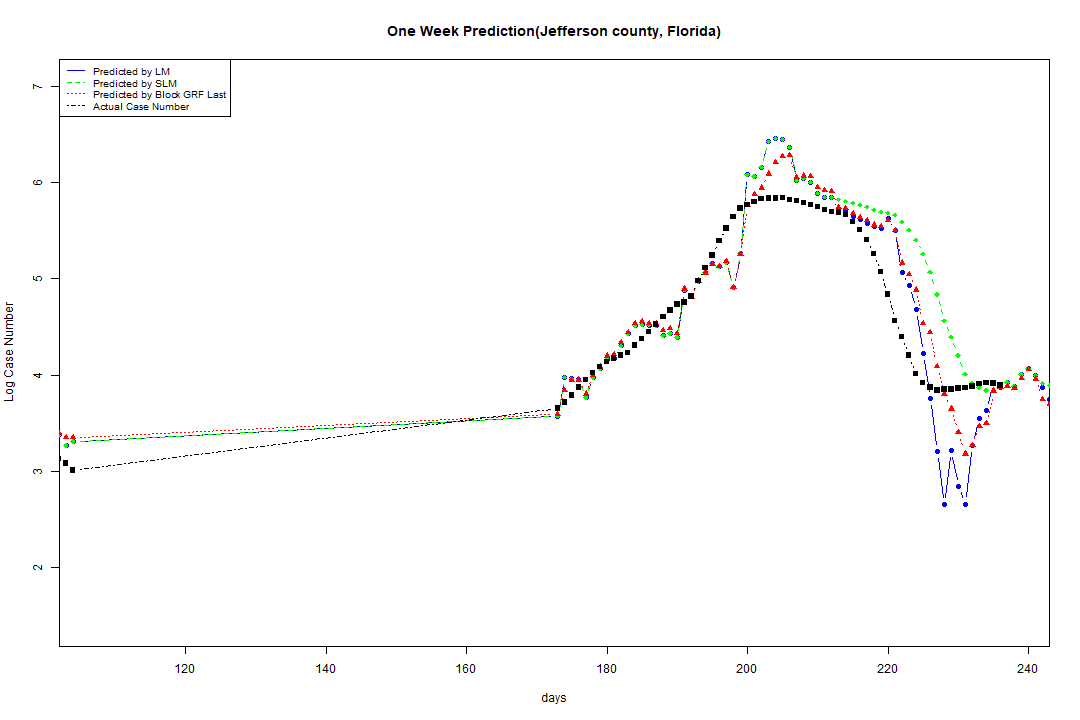 One Week Prediction(Jefferson county, Florida)
Predicted by LM
Predicted by SLM
Predicted by Block GRF Last
Actual Case Number
7
6
5
4
3
2
Log Case Number
120 140 160 180 200 220 240
days